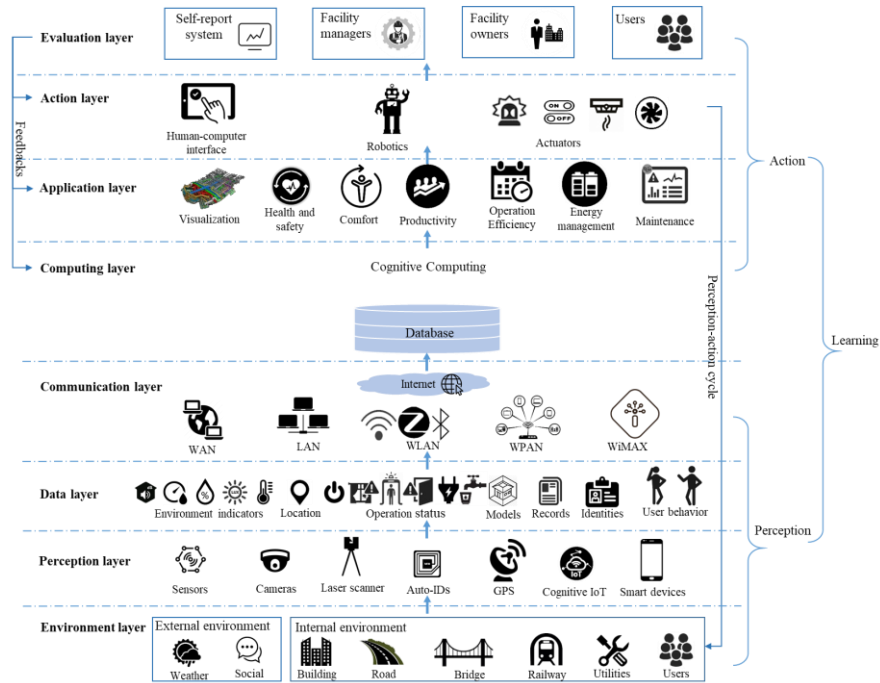 Evaluation layer
Self-report
system
Facility
managers
Facility
owners
Users
Action layer
Human-computer
interface
Robotics
ON
OFF
Actuators
Feedbacks
Application layer
Visualization
Health and
safety
Comfort
Productivity
Operation
Efficiency
Energy
management
Maintenance
Action
Computing layer
Cognitive Computing
Database
Perception-action cycle
Learning
Communication layer
Internet
WAN
LAN
WLAN
WPAN
WiMAX
Data layer
%
Environment indicators
Location
Operation status
Models
Records
Identities
User behavior
Perception
Perception layer
Sensors
Cameras
Laser scanner
Auto-IDs
GPS
IoT
Cognitive IoT
Smart devices
Environment layer
External environment
Weather
Social
Internal environment
Building
Road
Bridge
Railway
Utilities
Users